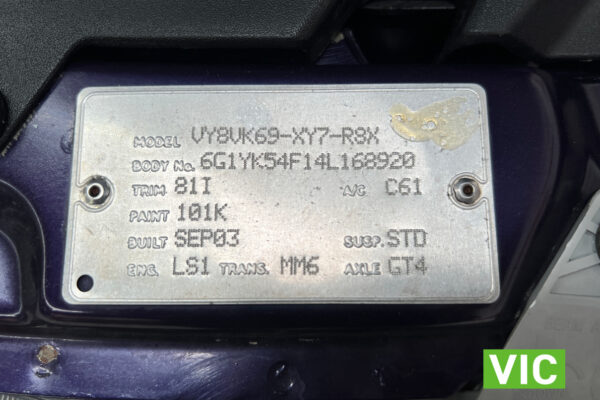 MODEL VY8VK69-XY7-R8X
BODY No. 6G1YK54F14L168920
TRIM 81I A/C C61
PAINT 101K
BUILT SEP03 SUSP. STD
ENG. LS1 TRANS. MM6 AXLE GT4
VIC